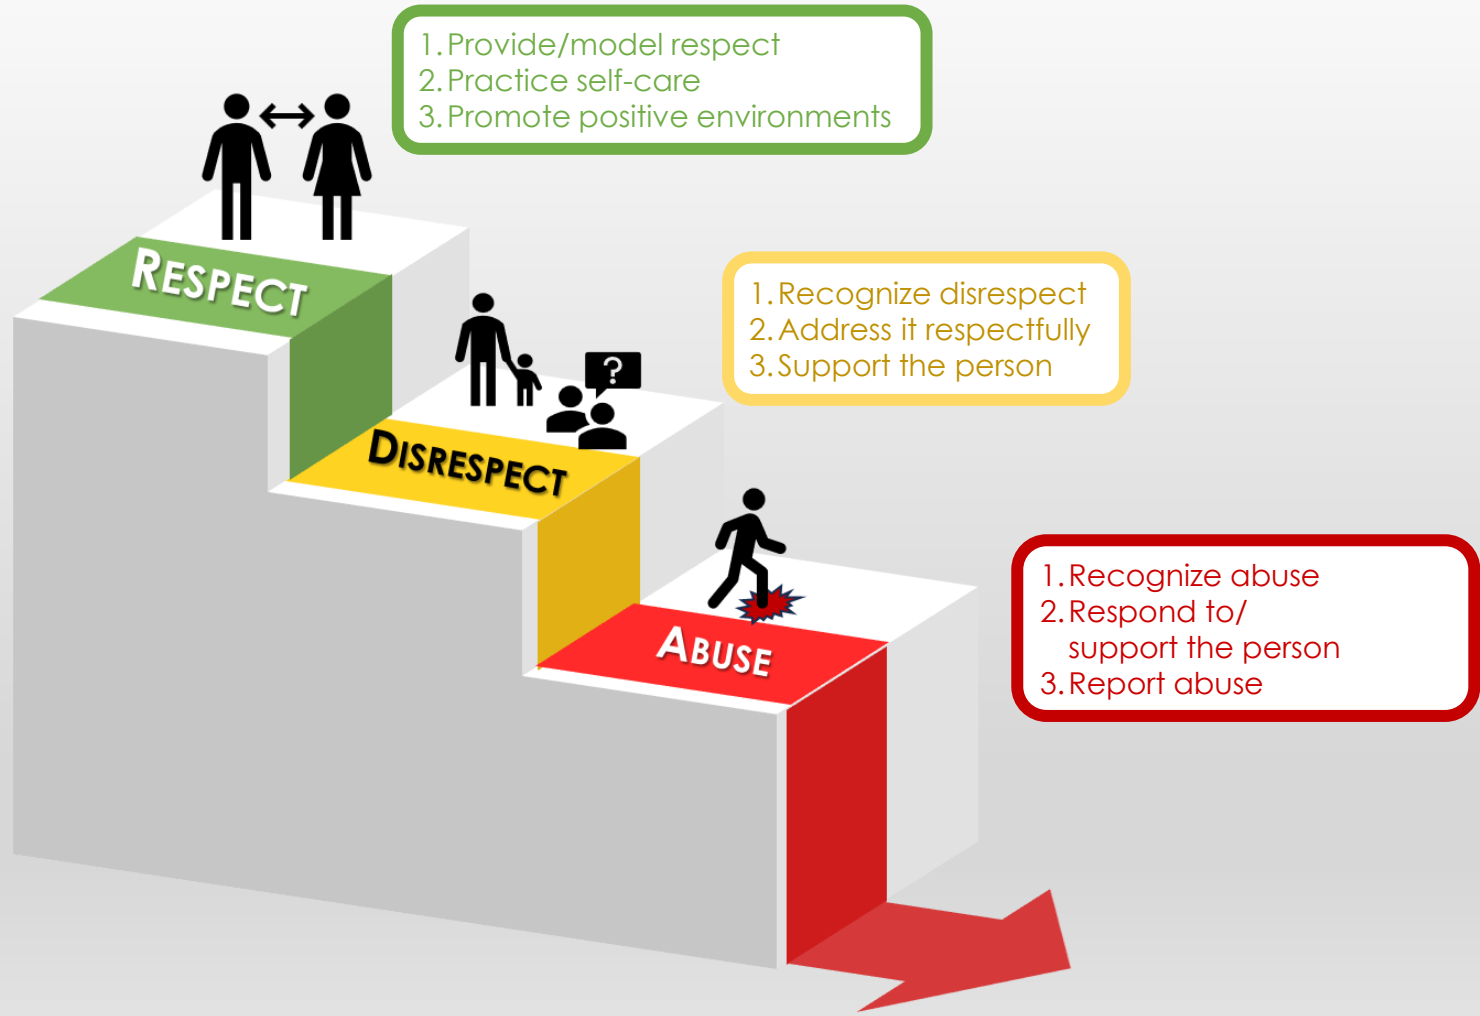 1. Provide/model respect
2. Practice self-care
3. Promote positive environments
RESPECT
1. Recognize disrespect
2. Address it respectfully
3. Support the person
?
DISRESPECT
1. Recognize abuse
2. Respond to/
support the person
3. Report abuse
ABUSE